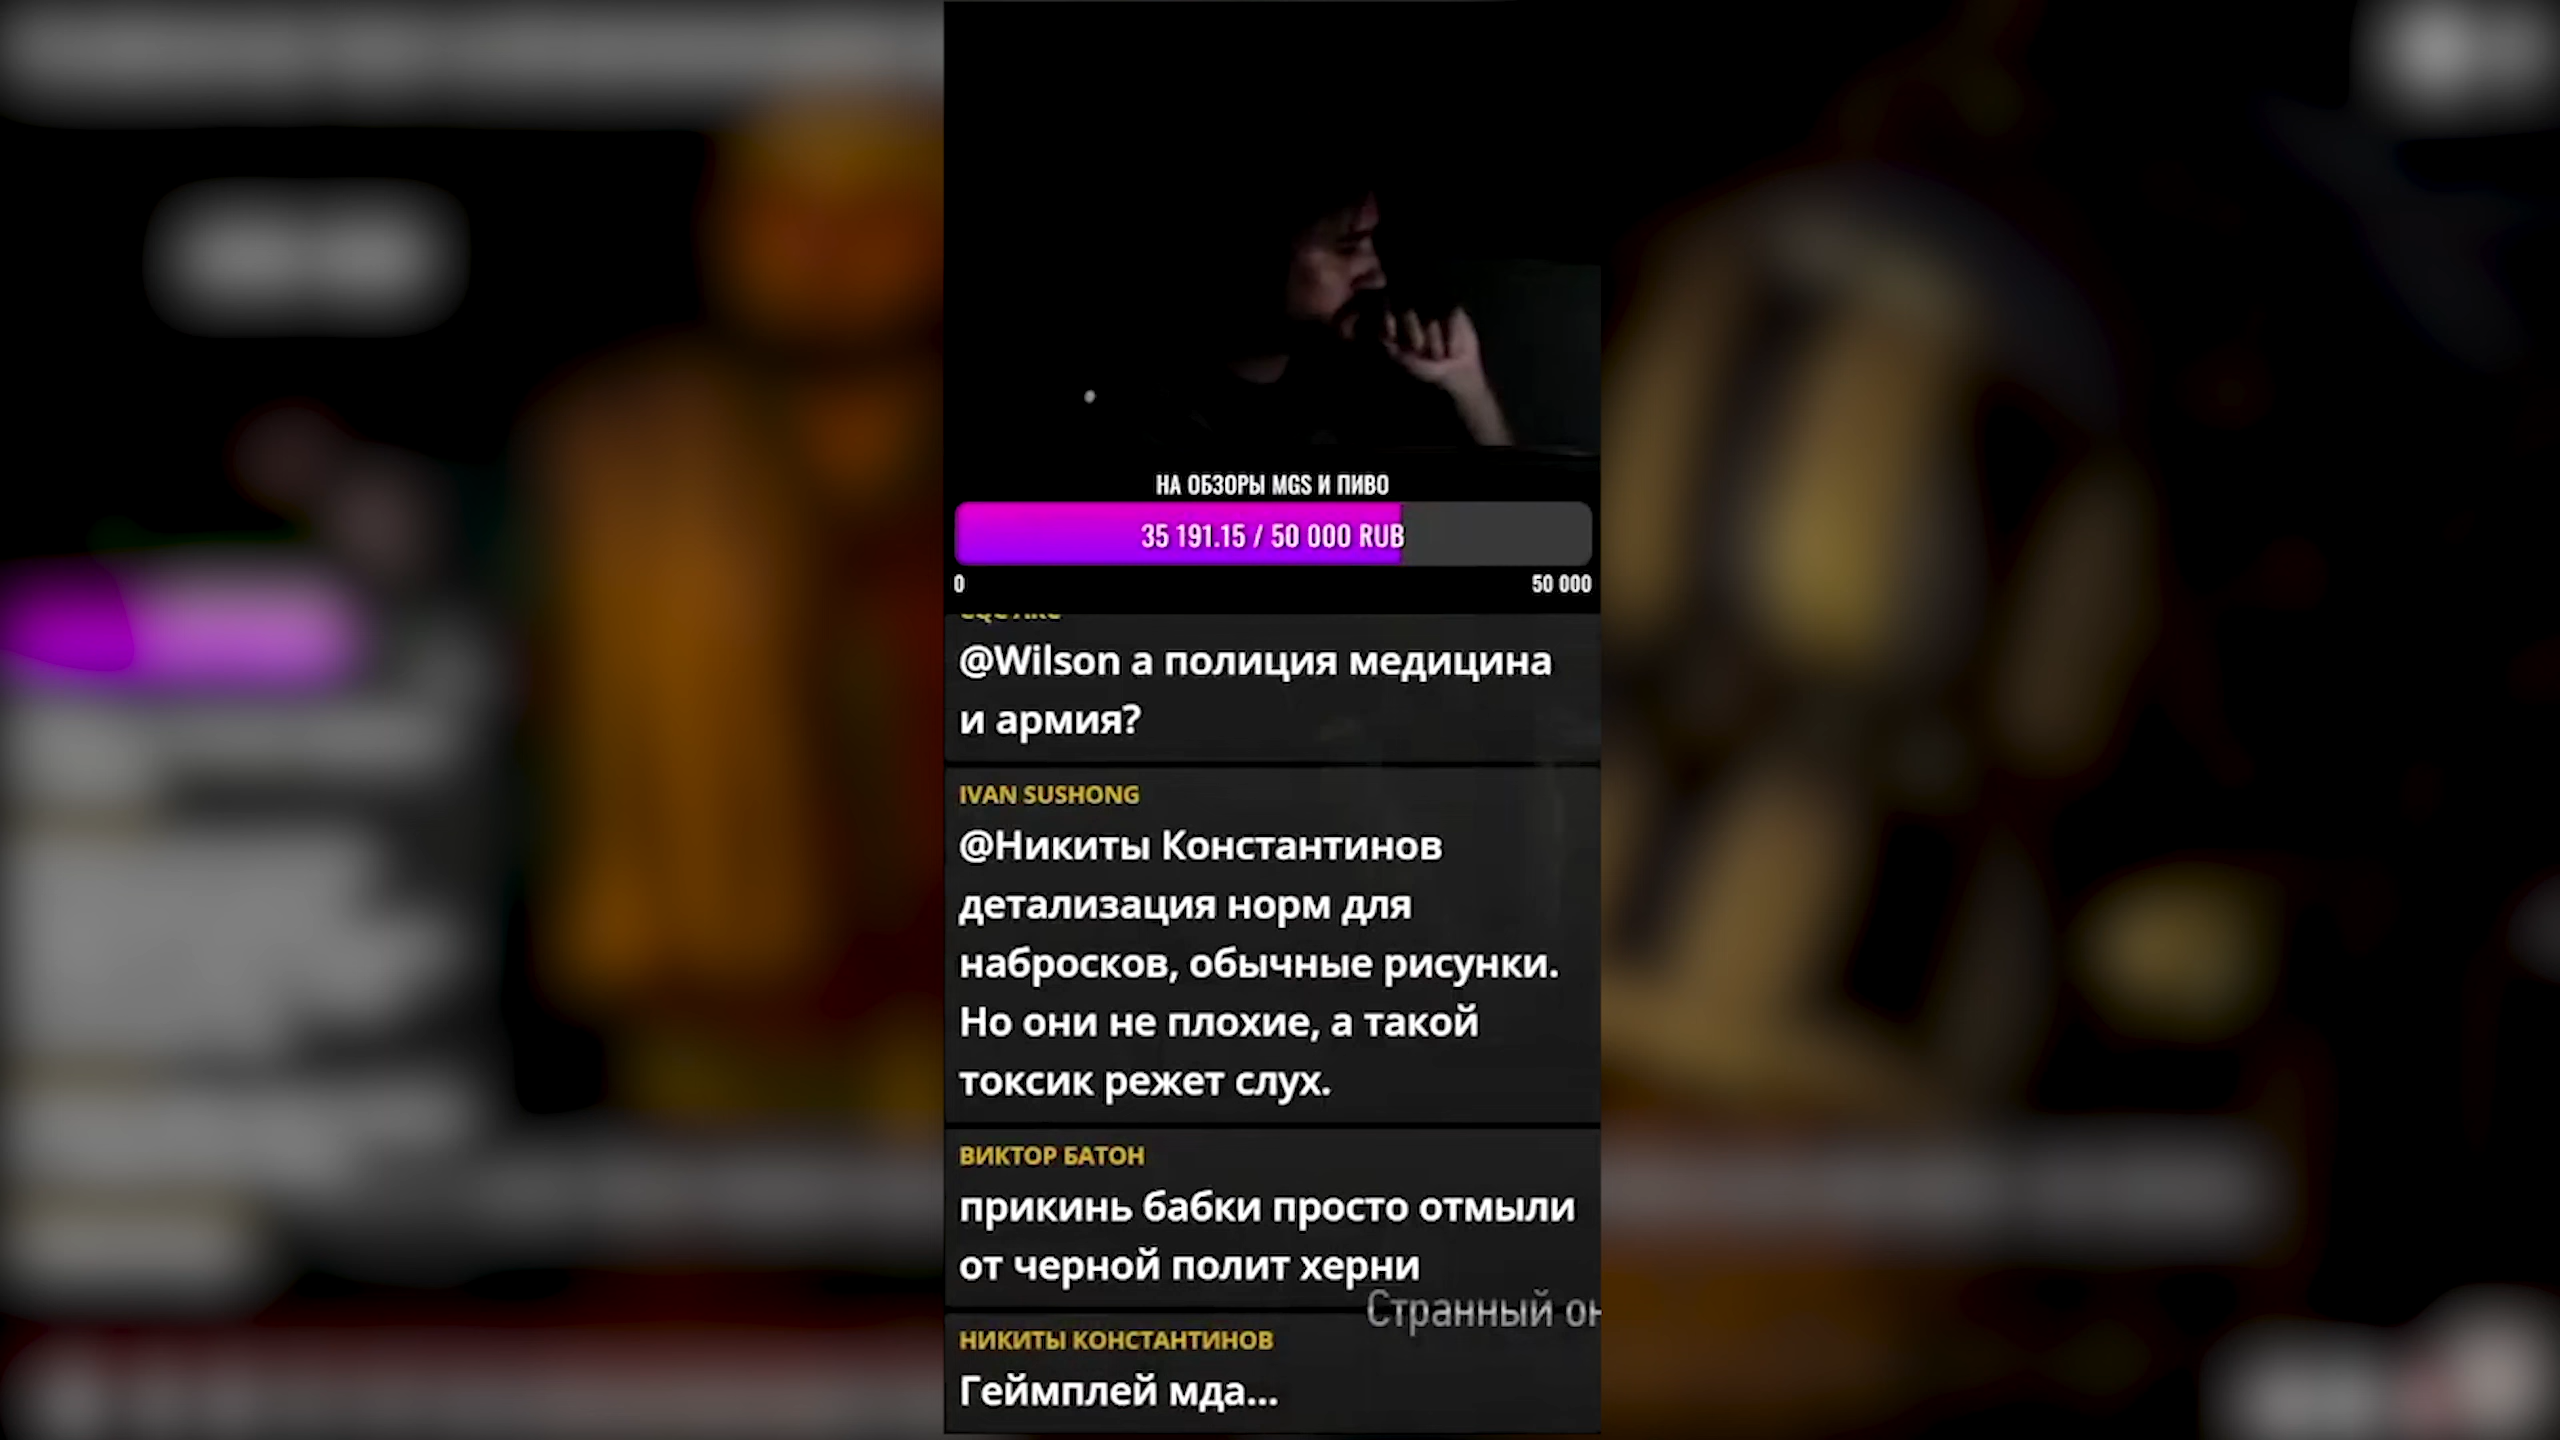 НА ОБЗОРЫ MGS И ПИВО
35 191.15 / 50 000 RUB
0
50 000
@Wilson а полиция медицина
и армия?
IVAN SUSHONG
@Никиты Константинов
детализация норм для
набросков, обычные рисунки.
Но они не плохие, а такой
токсик режет слух.
ВИКТОР БАТОН
прикинь бабки просто отмыли
от черной полит херни
Странный
НИКИТЫ КОНСТАНТИНОВ
Геймплей мда...